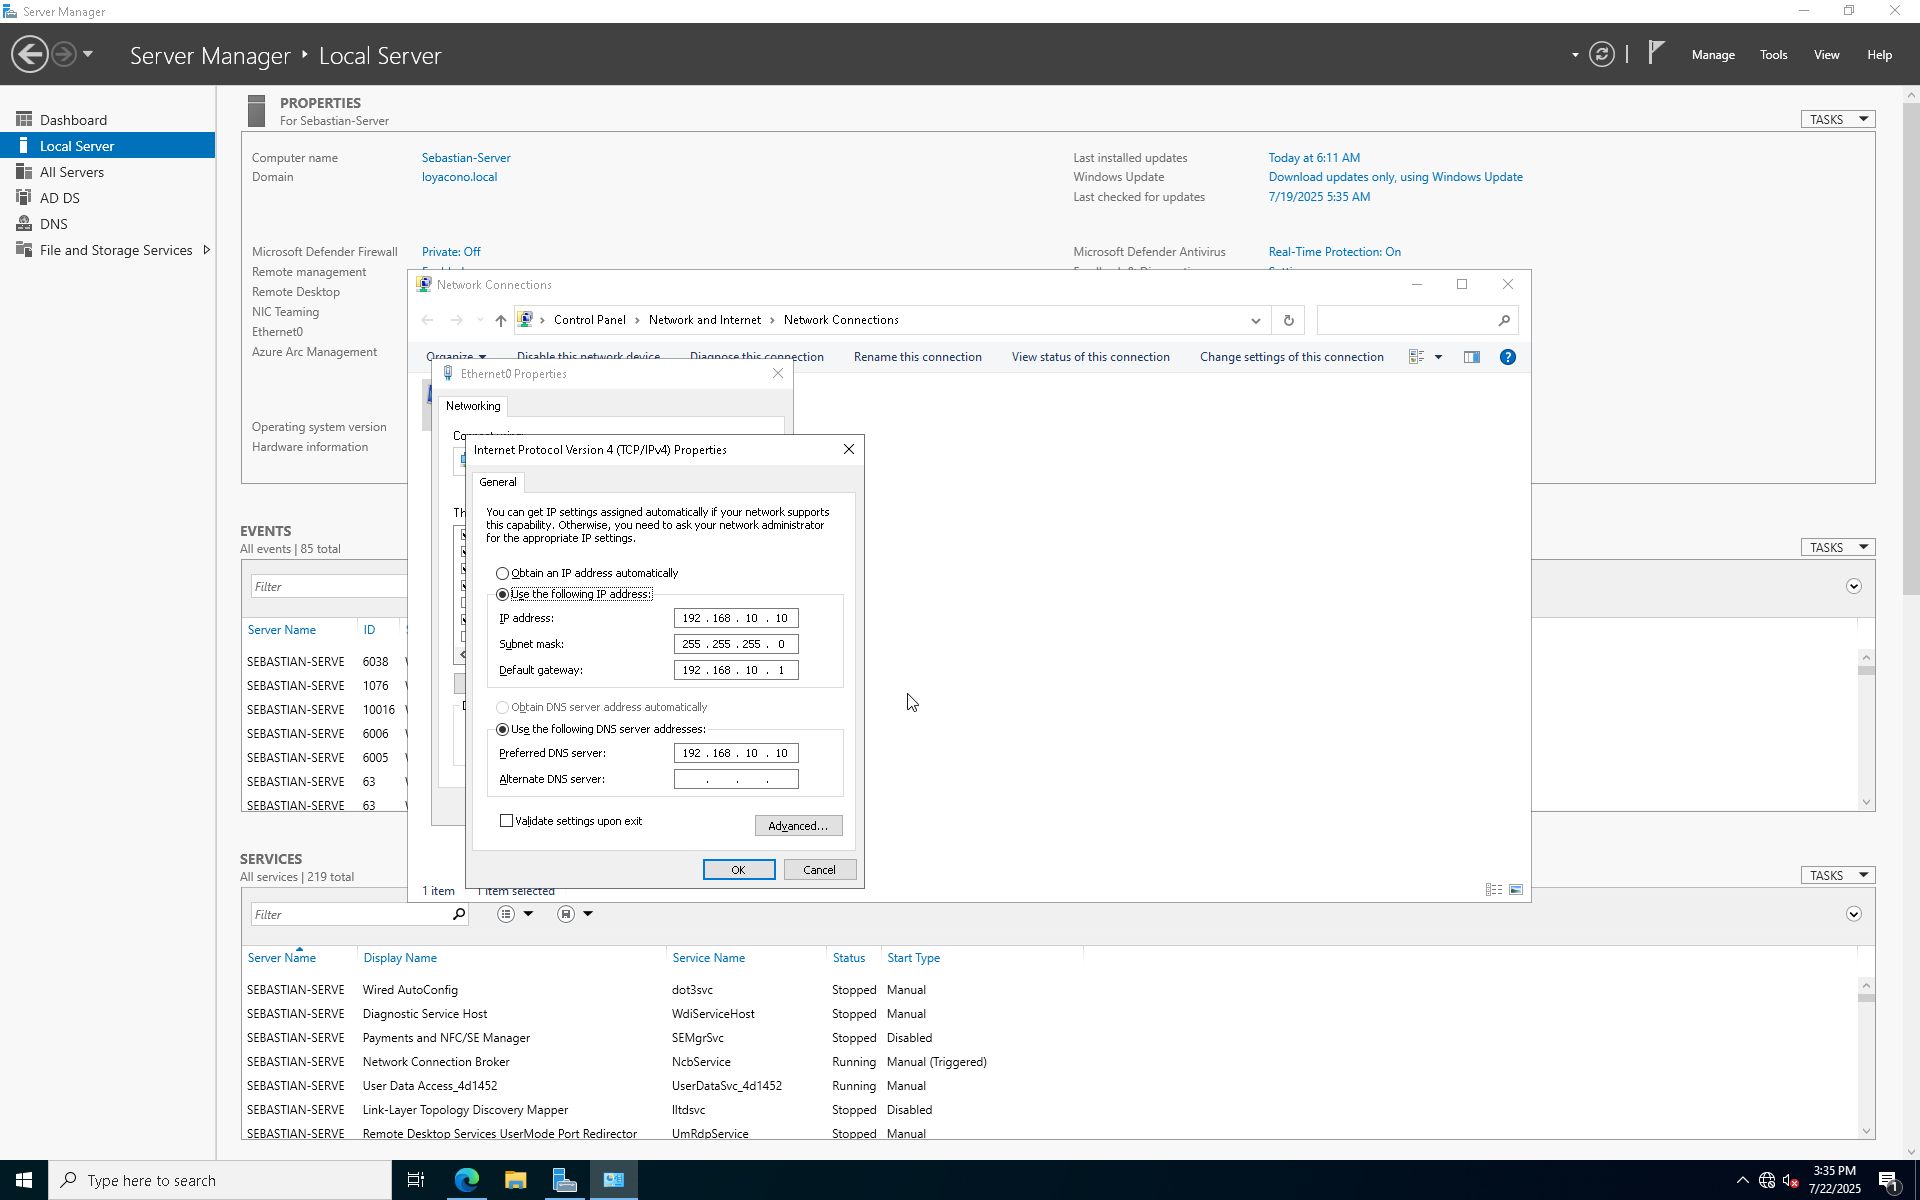 Server Manager
Server Manager ‣ Local Server
Manage Tools View Help
Dashboard
Local Server
All Servers
AD DS
DNS
File and Storage Services
PROPERTIES
For Sebastian-Server
TASKS
Computer name Sebastian-Server
Domain loyacono.local
Last installed updates Today at 6:11 AM
Windows Update Download updates only, using Windows Update
Last checked for updates 7/19/2025 5:35 AM
Microsoft Defender Firewall Private: Off
Remote management
Remote Desktop
NIC Teaming
Ethernet0
Azure Arc Management
Microsoft Defender Antivirus Real-Time Protection: On
Operating system version
Hardware information
Network Connections
Control Panel › Network and Internet › Network Connections
Organize Disable this network device Diagnose this connection Rename this connection View status of this connection Change settings of this connection
Ethernet0 Properties
Networking
Internet Protocol Version 4 (TCP/IPv4) Properties
General
You can get IP settings assigned automatically if your network supports
this capability. Otherwise, you need to ask your network administrator
for the appropriate IP settings.
Obtain an IP address automatically
Use the following IP address:
IP address: 192 . 168 . 10 . 10
Subnet mask: 255 . 255 . 255 . 0
Default gateway: 192 . 168 . 10 . 1
Obtain DNS server address automatically
Use the following DNS server addresses:
Preferred DNS server: 192 . 168 . 10 . 10
Alternate DNS server: . . .
Validate settings upon exit
Advanced...
OK Cancel
1 item 1 item selected
EVENTS
All events | 85 total
TASKS
Filter
Server Name ID
SEBASTIAN-SERVE 6038
SEBASTIAN-SERVE 1076
SEBASTIAN-SERVE 10016
SEBASTIAN-SERVE 6006
SEBASTIAN-SERVE 6005
SEBASTIAN-SERVE 63
SEBASTIAN-SERVE 63
SERVICES
All services | 219 total
TASKS
Filter
Server Name Display Name Service Name Status Start Type
SEBASTIAN-SERVE Wired AutoConfig dot3svc Stopped Manual
SEBASTIAN-SERVE Diagnostic Service Host WdiServiceHost Stopped Manual
SEBASTIAN-SERVE Payments and NFC/SE Manager SEMgrSvc Stopped Disabled
SEBASTIAN-SERVE Network Connection Broker NcbService Running Manual (Triggered)
SEBASTIAN-SERVE User Data Access_4d1452 UserDataSvc_4d1452 Running Manual
SEBASTIAN-SERVE Link-Layer Topology Discovery Mapper lltdsvc Stopped Disabled
SEBASTIAN-SERVE Remote Desktop Services UserMode Port Redirector UmRdpService Stopped Manual
Type here to search
3:35 PM
7/22/2025
1